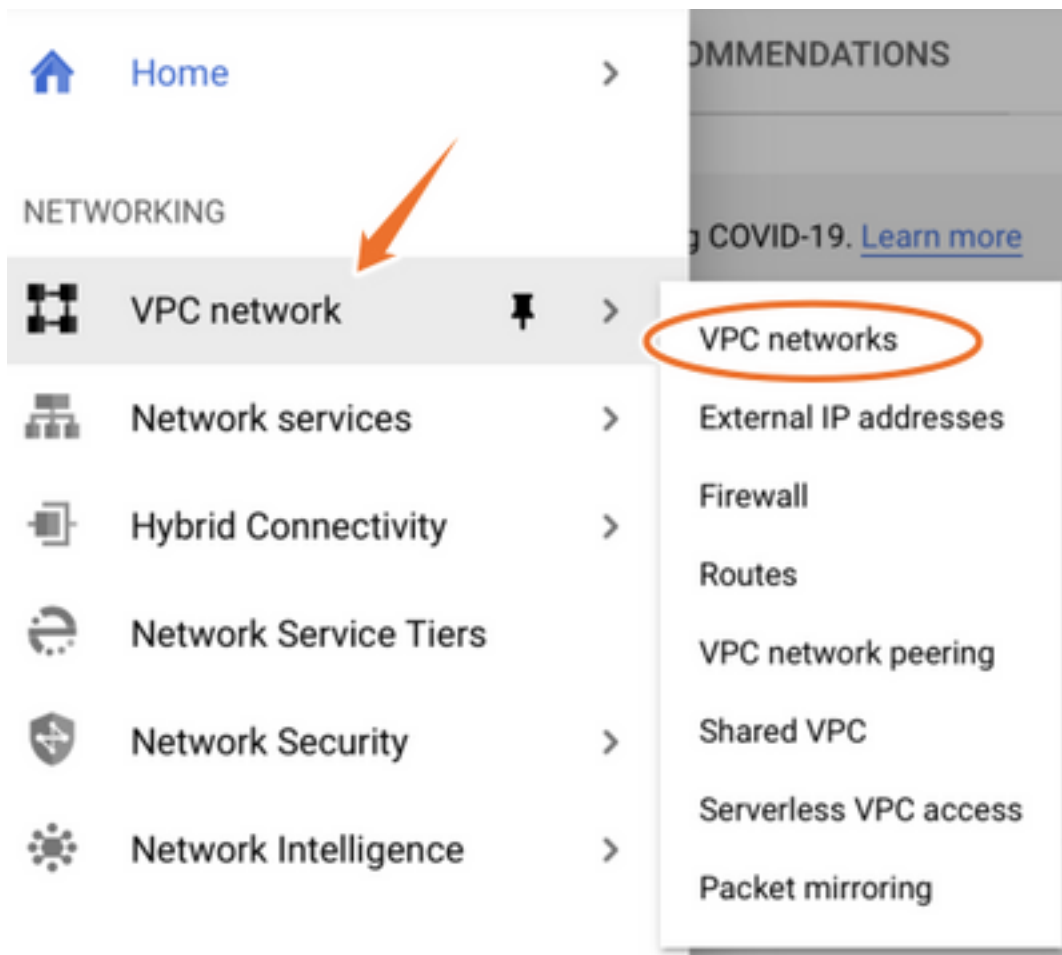 Home
OMMENDATIONS
NETWORKING
g COVID-19. Learn more
VPC network
VPC networks
Network services
External IP addresses
Firewall
Hybrid Connectivity
Routes
Network Service Tiers
VPC network peering
Network Security
Shared VPC
Serverless VPC access
Network Intelligence
Packet mirroring